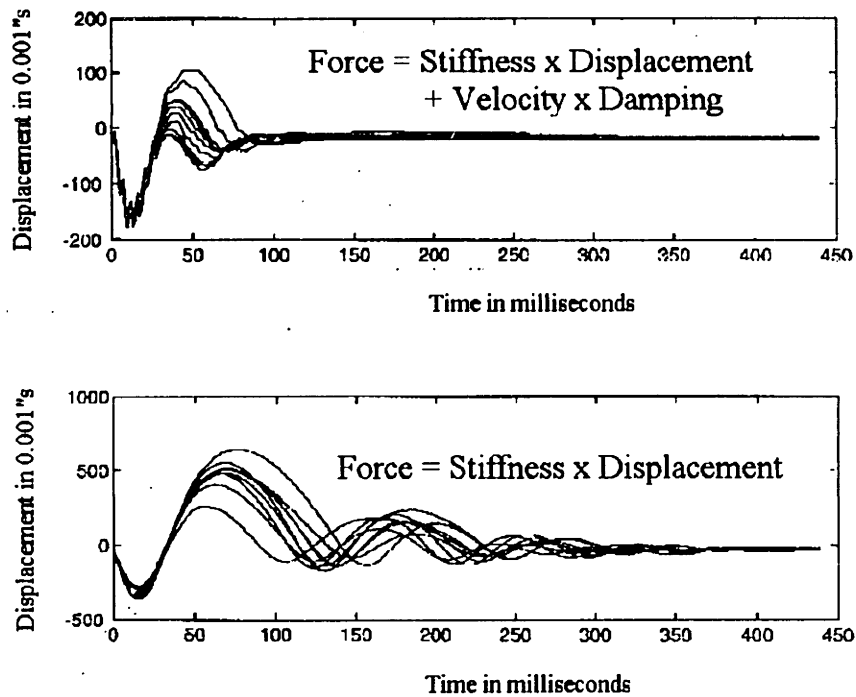 Displacement in 0.001"s
200
100
0
-100
-200
Force = Stiffness x Displacement
+ Velocity x Damping
0 50 100 150 200 250 300 350 400 450
Time in milliseconds
Displacement in 0.001"s
1000
500
0
-500
Force = Stiffness x Displacement
0 50 100 150 200 250 300 350 400 450
Time in milliseconds